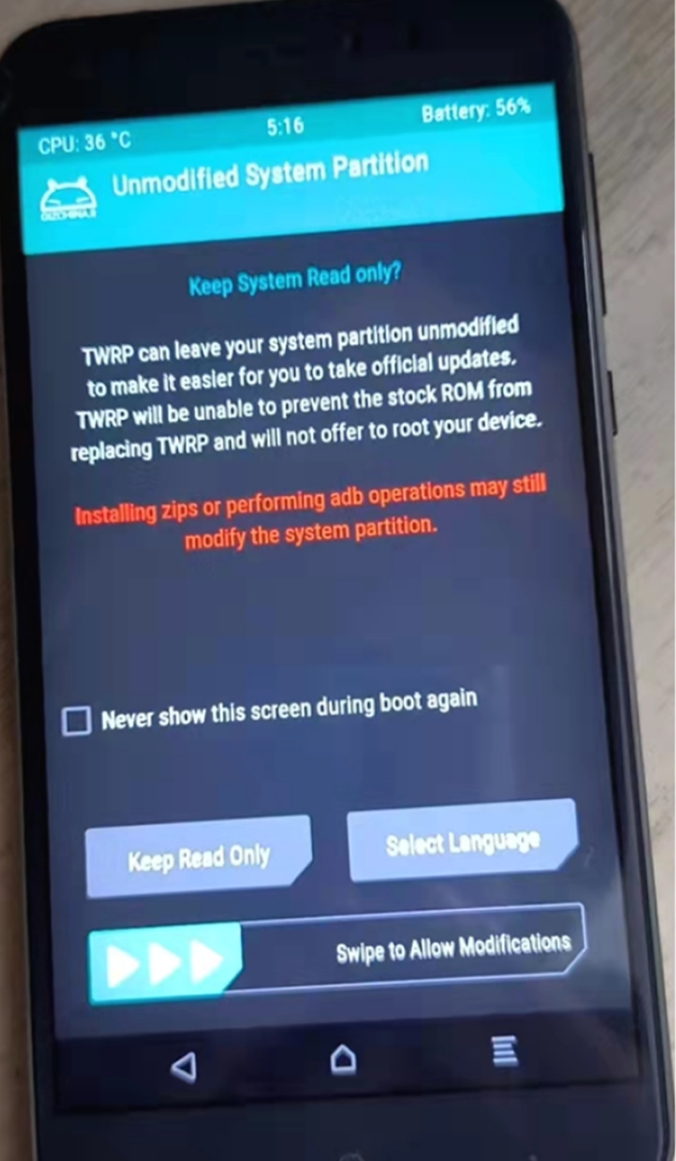 CPU: 36 °C 5:16 Battery: 56%
Unmodified System Partition
Keep System Read only?
TWRP can leave your system partition unmodified
to make it easier for you to take official updates.
TWRP will be unable to prevent the stock ROM from
replacing TWRP and will not offer to root your device.
Installing zips or performing adb operations may still
modify the system partition.
Never show this screen during boot again
Keep Read Only
Select Language
Swipe to Allow Modifications